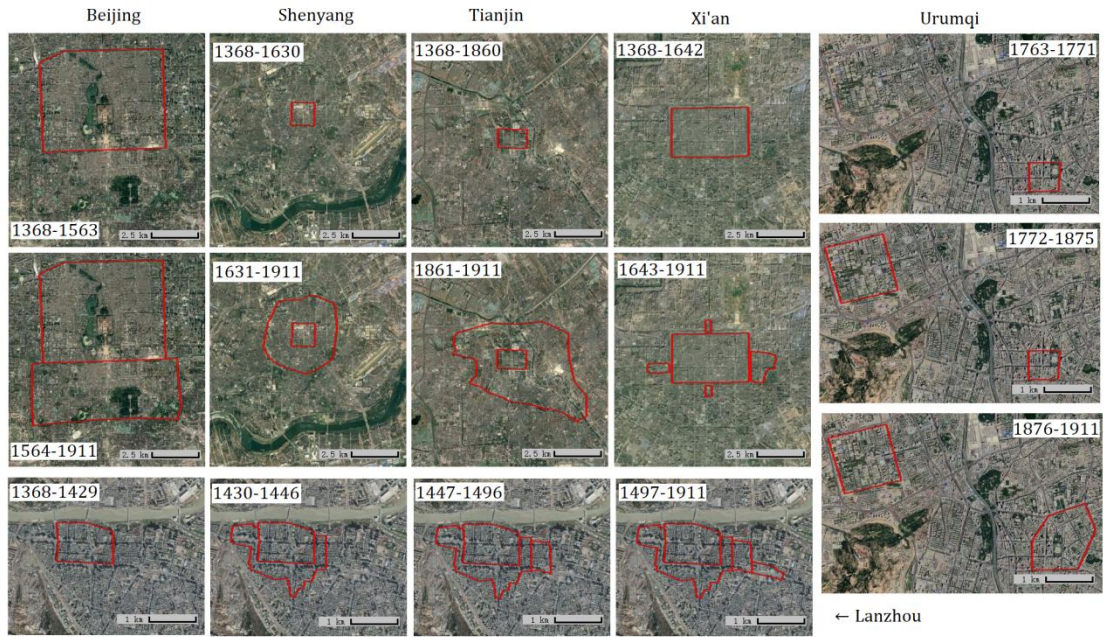 Beijing
Shenyang
Tianjin
Xi'an
Urumqi
1368-1563
2.5 km
1368-1630
2.5 km
1368-1860
2.5 km
1368-1642
2.5 km
1763-1771
1 km
1564-1911
2.5 km
1631-1911
2.5 km
1861-1911
2.5 km
1643-1911
2.5 km
1772-1875
1 km
1368-1429
1 km
1430-1446
1 km
1447-1496
1 km
1497-1911
1 km
1876-1911
1 km
← Lanzhou